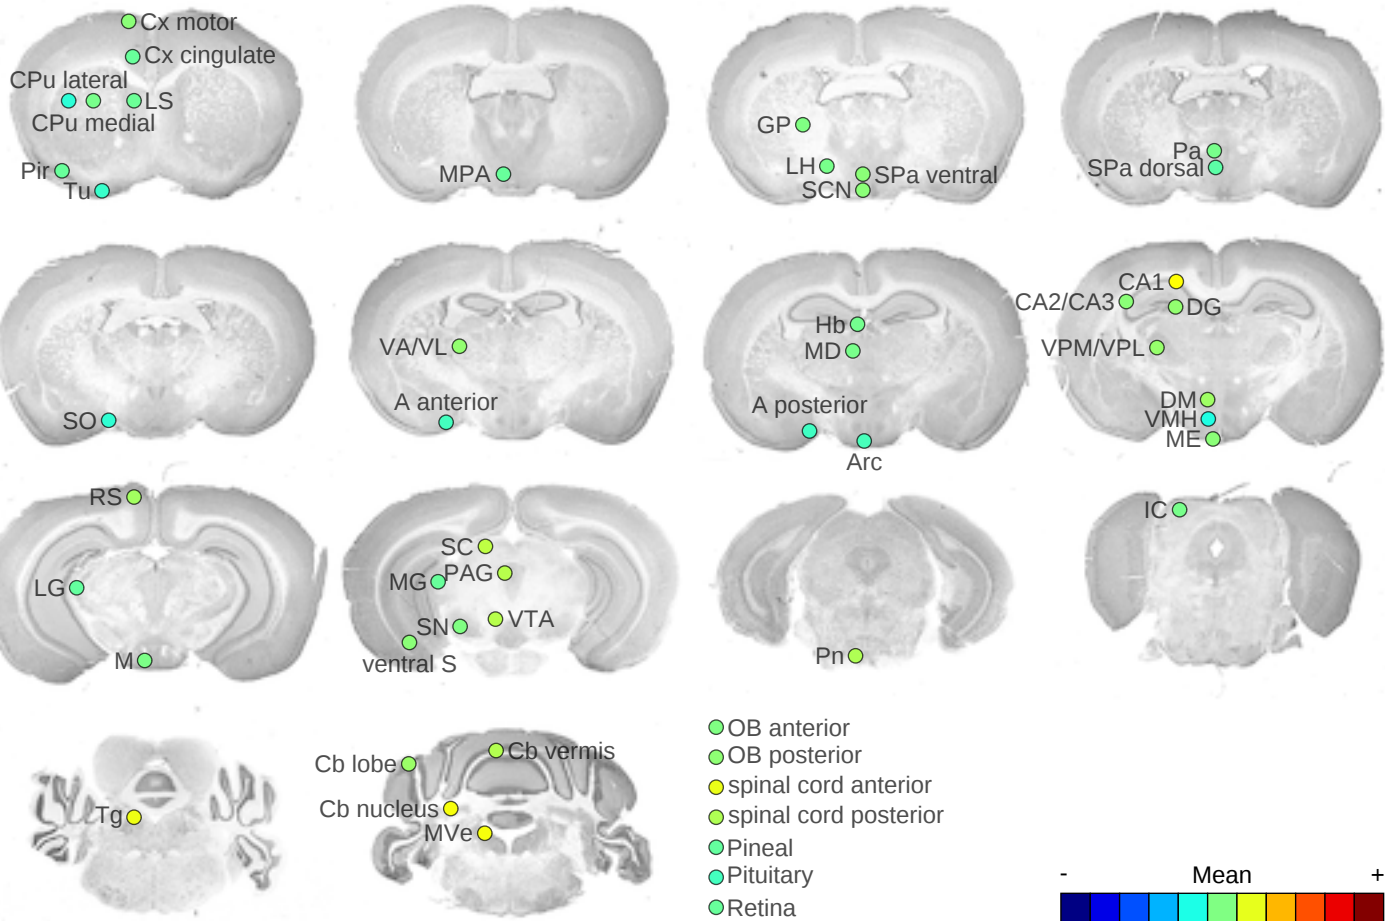 Cx motor
Cx cingulate
CPu lateral
LS
CPu medial
Pir
Tu
MPA
GP
LH
SPa ventral
SCN
Pa
SPa dorsal
SO
VA/VL
A anterior
Hb
MD
A posterior
Arc
CA1
CA2/CA3
DG
VPM/VPL
DM
VMH
ME
RS
LG
M
SC
MG
PAG
SN
VTA
ventral S
Pn
IC
Tg
Cb lobe
Cb vermis
Cb nucleus
MVe
OB anterior
OB posterior
spinal cord anterior
spinal cord posterior
Pineal
Pituitary
Retina
- Mean +